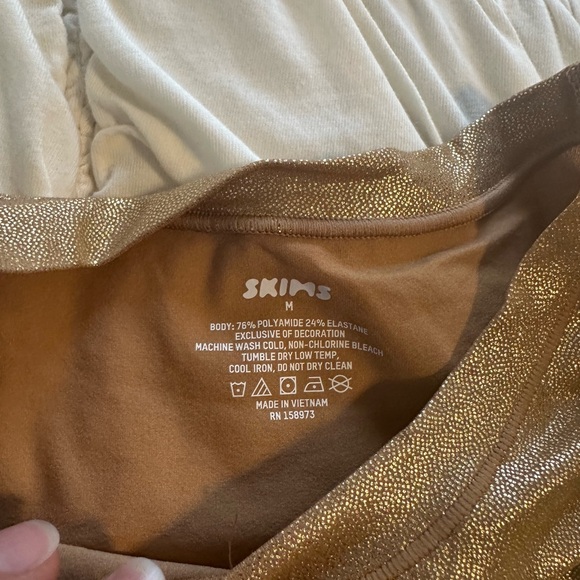 SKIMS
M
BODY: 76% POLYAMIDE 24% ELASTANE
EXCLUSIVE OF DECORATION
MACHINE WASH COLD, NON-CHLORINE BLEACH
TUMBLE DRY LOW TEMP,
COOL IRON, DO NOT DRY CLEAN
MADE IN VIETNAM
RN 158973